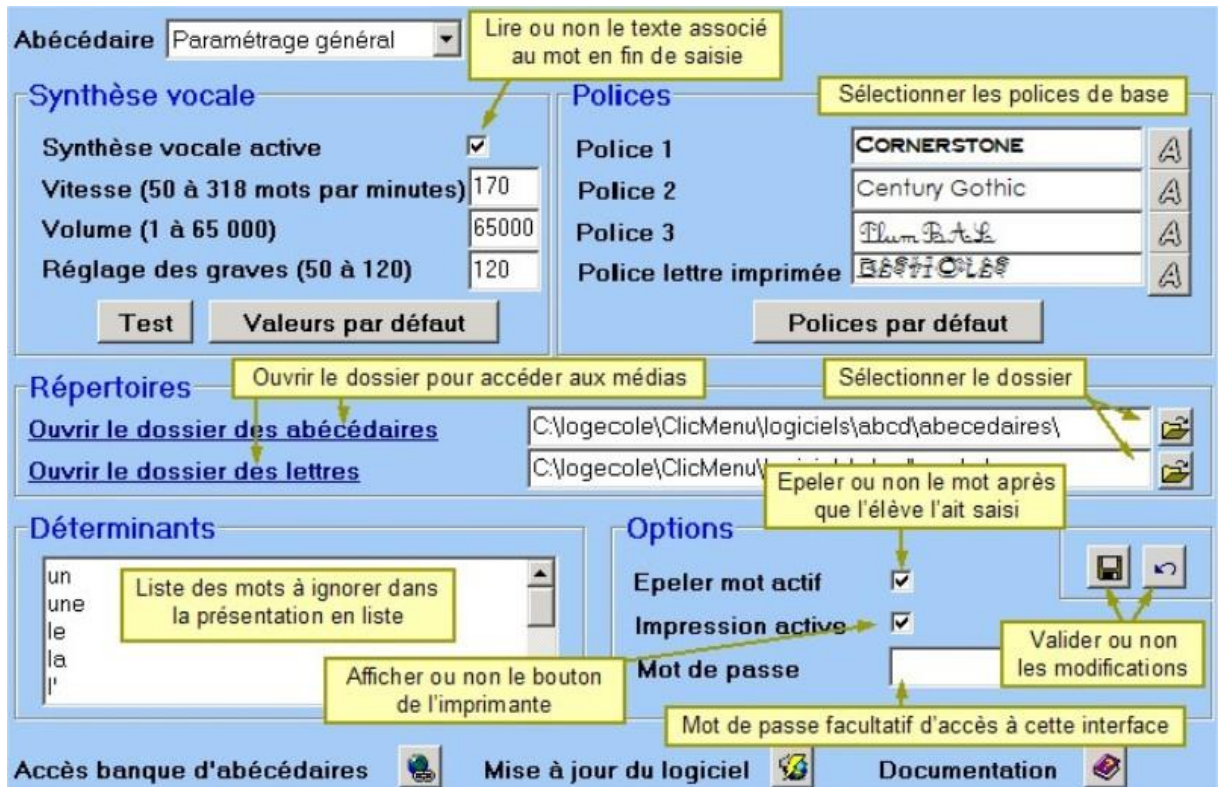 Abécédaire Paramétrage général
Lire ou non le texte associé
au mot en fin de saisie
Synthèse vocale
Synthèse vocale active
Vitesse (50 à 318 mots par minutes) 170
Volume (1 à 65 000) 65000
Réglage des graves (50 à 120) 120
Test Valeurs par défaut
Polices
Sélectionner les polices de base
Police 1 CORNERSTONE
Police 2 Century Gothic
Police 3 Plum BAL
Police lettre imprimée BESTIOLES
Polices par défaut
Répertoires
Ouvrir le dossier pour accéder aux médias
Sélectionner le dossier
Ouvrir le dossier des abécédaires C:\logecole\ClicMenu\logiciels\abcd\abecedaires\
Ouvrir le dossier des lettres C:\logecole\ClicMenu\
Epeler ou non le mot après
que l'élève l'ait saisi
Déterminants
un
une
le
la
l'
Liste des mots à ignorer dans
la présentation en liste
Afficher ou non le bouton
de l'imprimante
Options
Epeler mot actif
Impression active
Mot de passe
Valider ou non
les modifications
Mot de passe facultatif d'accès à cette interface
Accès banque d'abécédaires Mise à jour du logiciel Documentation